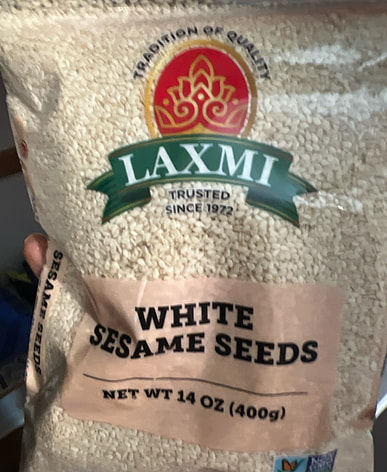 TRADITION OF QUALITY
LAXMI
TRUSTED
SINCE 1972
SESAME SEEDS
WHITE
SESAME SEEDS
NET WT 14 OZ (400g)